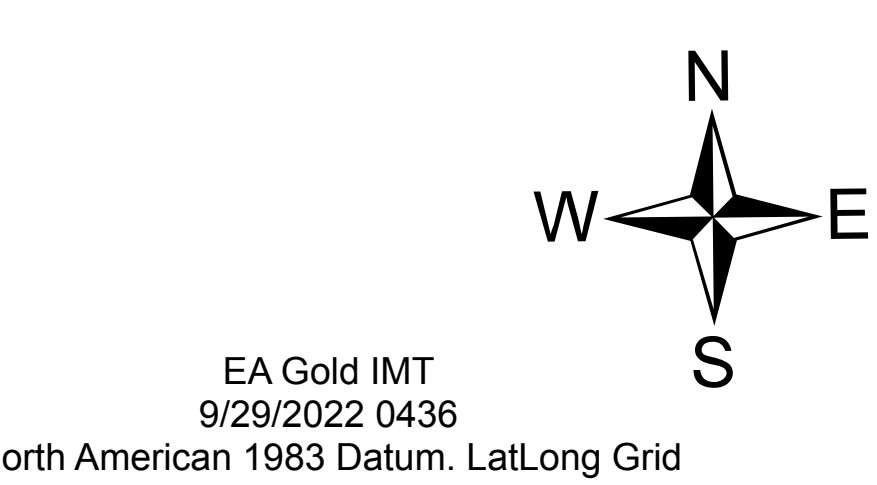 N
W E
S
EA Gold IMT
9/29/2022 0436
orth American 1983 Datum. LatLong Grid